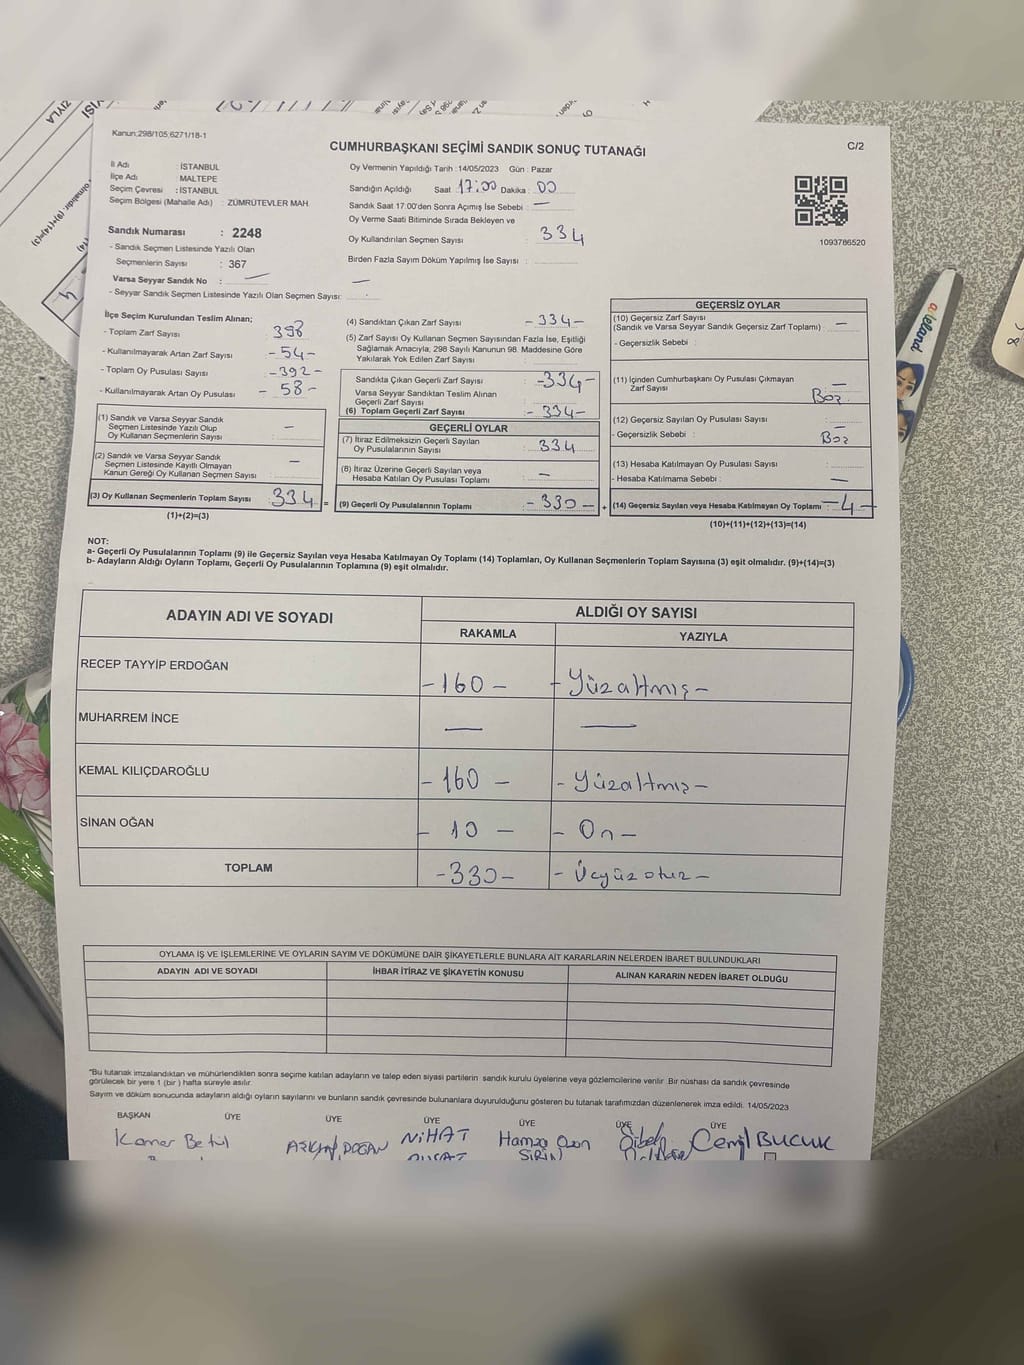 Kanun;298/105;6271/18-1
C/2
CUMHURBAŞKANI SEÇİMİ SANDIK SONUÇ TUTANAĞI
İl Adı : İSTANBUL
İlçe Adı : MALTEPE
Seçim Çevresi : İSTANBUL
Seçim Bölgesi (Mahalle Adı) : ZÜMRÜTEVLER MAH.
Sandık Numarası : 2248
- Sandık Seçmen Listesinde Yazılı Olan
Seçmenlerin Sayısı : 367
Varsa Seyyar Sandık No : —
- Seyyar Sandık Seçmen Listesinde Yazılı Olan Seçmen Sayısı: —
Oy Vermenin Yapıldığı Tarih :14/05/2023 Gün : Pazar
Sandığın Açıldığı Saat 17:00 Dakika : 00
Sandık Saat 17:00'den Sonra Açımış İse Sebebi : —
Oy Verme Saati Bitiminde Sırada Bekleyen ve
Oy Kullandırılan Seçmen Sayısı : 334
Birden Fazla Sayım Döküm Yapılmış İse Sayısı :
1093786520
İlçe Seçim Kurulundan Teslim Alınan;
- Toplam Zarf Sayısı 398
- Kullanılmayarak Artan Zarf Sayısı -54-
- Toplam Oy Pusulası Sayısı -392-
- Kullanılmayarak Artan Oy Pusulası -58-
(1) Sandık ve Varsa Seyyar Sandık
Seçmen Listesinde Yazılı Olup
Oy Kullanan Seçmenlerin Sayısı : —
(2) Sandık ve Varsa Seyyar Sandık
Seçmen Listesinde Kayıtlı Olmayan
Kanun Gereği Oy Kullanan Seçmen Sayısı : —
(3) Oy Kullanan Seçmenlerin Toplam Sayısı : 334 =
(1)+(2)=(3)
(4) Sandıktan Çıkan Zarf Sayısı -334-
(5) Zarf Sayısı Oy Kullanan Seçmen Sayısından Fazla İse, Eşitliği
Sağlamak Amacıyla, 298 Sayılı Kanunun 98. Maddesine Göre
Yakılarak Yok Edilen Zarf Sayısı
Sandıkta Çıkan Geçerli Zarf Sayısı : -334-
Varsa Seyyar Sandıktan Teslim Alınan
Geçerli Zarf Sayısı
(6) Toplam Geçerli Zarf Sayısı : -334-
GEÇERLİ OYLAR
(7) İtiraz Edilmeksizin Geçerli Sayılan
Oy Pusulalarının Sayısı : 334
(8) İtiraz Üzerine Geçerli Sayılan veya
Hesaba Katılan Oy Pusulası Toplamı : —
(9) Geçerli Oy Pusulalarının Toplamı : -330- +
GEÇERSİZ OYLAR
(10) Geçersiz Zarf Sayısı
(Sandık ve Varsa Seyyar Sandık Geçersiz Zarf Toplamı) : —
- Geçersizlik Sebebi :
(11) İçinden Cumhurbaşkanı Oy Pusulası Çıkmayan
Zarf Sayısı —
Boz
(12) Geçersiz Sayılan Oy Pusulası Sayısı —
- Geçersizlik Sebebi : Boz
(13) Hesaba Katılmayan Oy Pusulası Sayısı :
- Hesaba Katılmama Sebebi : —
(14) Geçersiz Sayılan veya Hesaba Katılmayan Oy Toplamı : -4-
(10)+(11)+(12)+(13)=(14)
NOT:
a- Geçerli Oy Pusulalarının Toplamı (9) ile Geçersiz Sayılan veya Hesaba Katılmayan Oy Toplamı (14) Toplamları, Oy Kullanan Seçmenlerin Toplam Sayısına (3) eşit olmalıdır. (9)+(14)=(3)
b- Adayların Aldığı Oyların Toplamı, Geçerli Oy Pusulalarının Toplamına (9) eşit olmalıdır.
ADAYIN ADI VE SOYADI
ALDIĞI OY SAYISI
RAKAMLA YAZIYLA
RECEP TAYYİP ERDOĞAN -160- -Yüzaltmış-
MUHARREM İNCE — —
KEMAL KILIÇDAROĞLU -160- -Yüzaltmış-
SİNAN OĞAN -10- -On-
TOPLAM -330- -Üçyüzotuz-
OYLAMA İŞ VE İŞLEMLERİNE VE OYLARIN SAYIM VE DÖKÜMÜNE DAİR ŞİKAYETLERLE BUNLARA AİT KARARLARIN NELERDEN İBARET BULUNDUKLARI
ADAYIN ADI VE SOYADI İHBAR İTİRAZ VE ŞİKAYETİN KONUSU ALINAN KARARIN NEDEN İBARET OLDUĞU
*Bu tutanak imzalandıktan ve mühürlendikten sonra seçime katılan adayların ve talep eden siyasi partilerin sandık kurulu üyelerine veya gözlemcilerine verilir. Bir nüshası da sandık çevresinde
görülecek bir yere 1 (bir ) hafta süreyle asılır.
Sayım ve döküm sonucunda adayların aldığı oyların sayılarını ve bunların sandık çevresinde bulunanlara duyurulduğunu gösteren bu tutanak tarafımızdan düzenlenerek imza edildi. 14/05/2023
BAŞKAN ÜYE ÜYE ÜYE ÜYE ÜYE ÜYE
Kamer Betül DOĞAN NİHAT Hamza Ozan Sibel Cemil BUCUK
SİRİN
a.leland